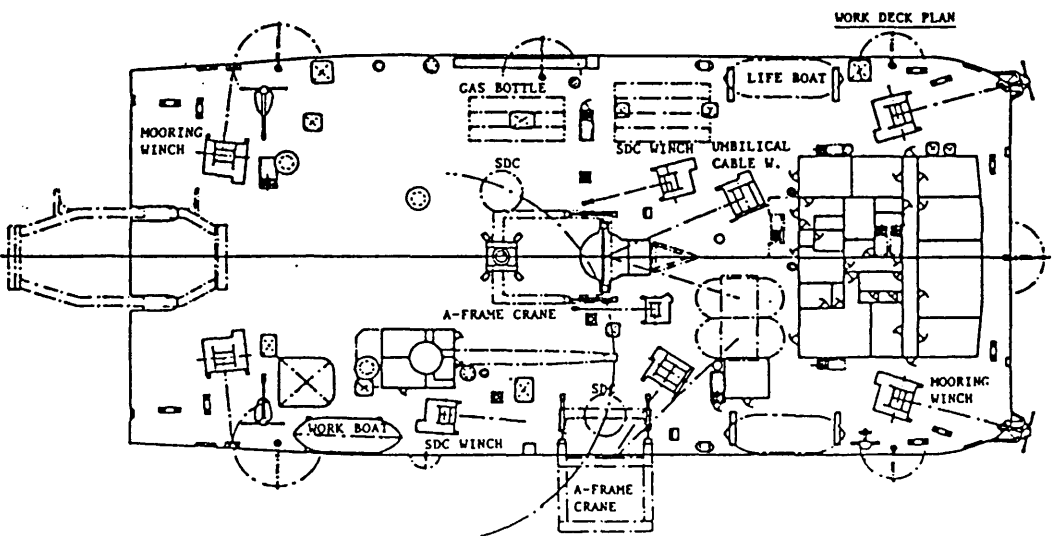 WORK DECK PLAN
LIFE BOAT
GAS BOTTLE
MOORING
WINCH
SDC WINCH
UMBILICAL
CABLE W.
SDC
A-FRAME CRANE
SDC
MOORING
WINCH
WORK BOAT
SDC WINCH
A-FRAME
CRANE